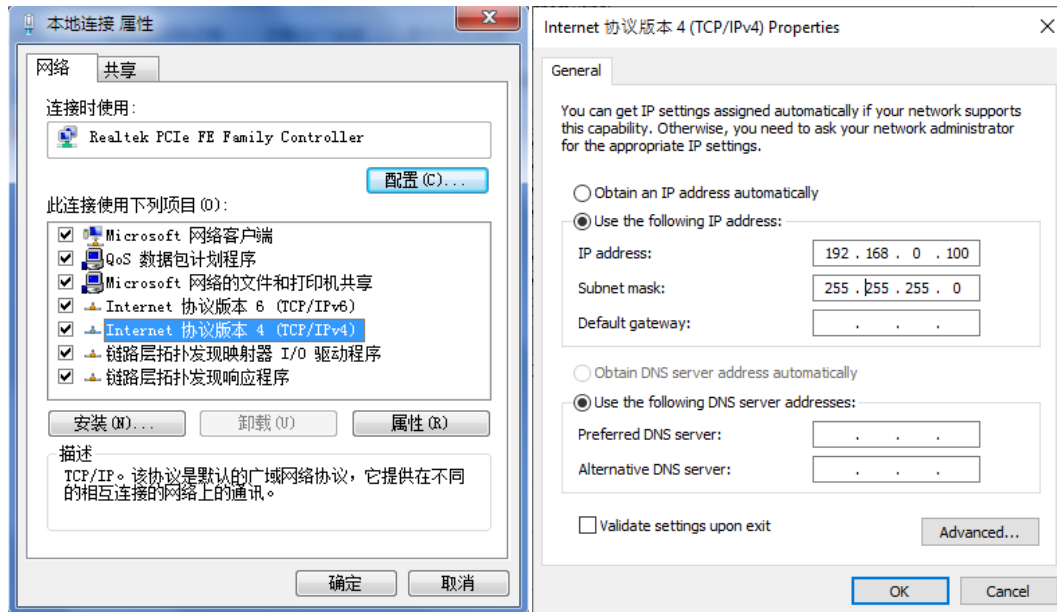 本地连接 属性
网络
共享
连接时使用:
Realtek PCIe FE Family Controller
配置(C)...
此连接使用下列项目(O):
Microsoft 网络客户端
QoS 数据包计划程序
Microsoft 网络的文件和打印机共享
Internet 协议版本 6 (TCP/IPv6)
Internet 协议版本 4 (TCP/IPv4)
链路层拓扑发现映射器 I/O 驱动程序
链路层拓扑发现响应程序
安装(N)...
卸载(U)
属性(R)
描述
TCP/IP。该协议是默认的广域网络协议，它提供在不同
的相互连接的网络上的通讯。
确定
取消
Internet 协议版本 4 (TCP/IPv4) Properties
General
You can get IP settings assigned automatically if your network supports
this capability. Otherwise, you need to ask your network administrator
for the appropriate IP settings.
Obtain an IP address automatically
Use the following IP address:
IP address:
192 . 168 . 0 . 100
Subnet mask:
255 . 255 . 255 . 0
Default gateway:
. . .
Obtain DNS server address automatically
Use the following DNS server addresses:
Preferred DNS server:
. . .
Alternative DNS server:
. . .
Validate settings upon exit
Advanced...
OK
Cancel